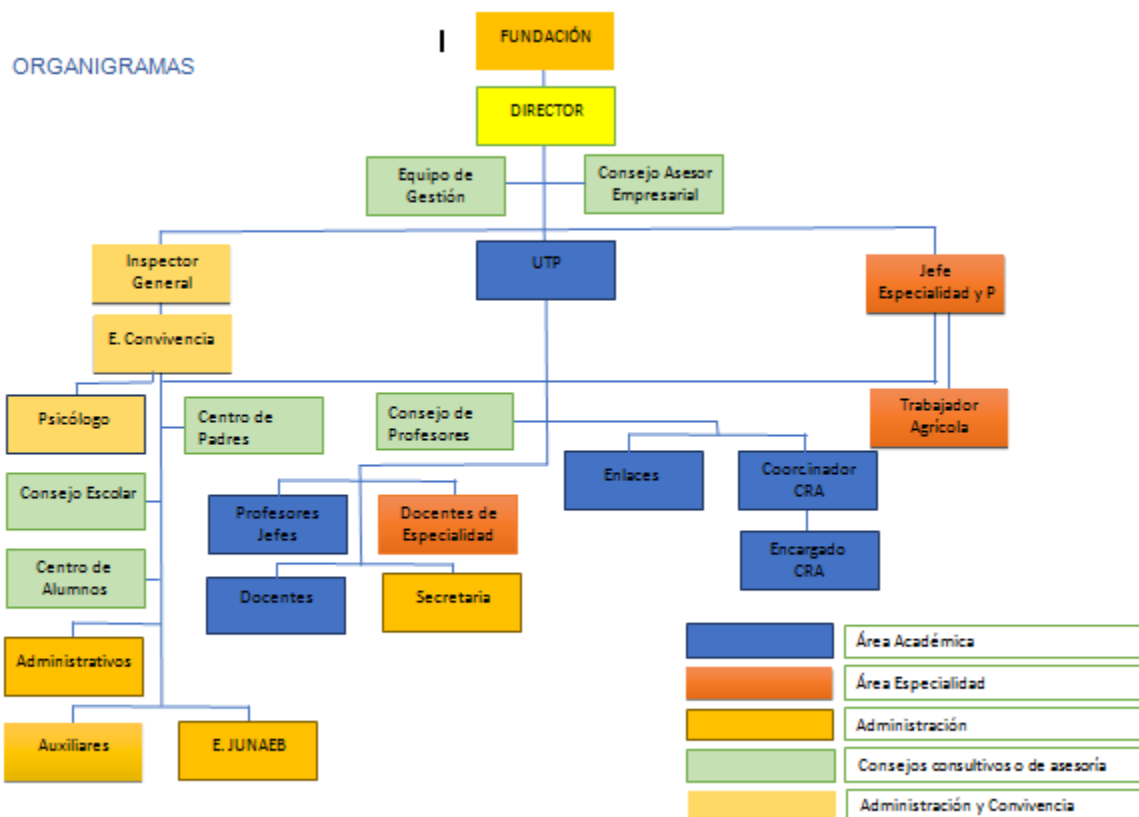 I
FUNDACIÓN
ORGANIGRAMAS
DIRECTOR
Equipo de
Gestión
Consejo Asesor
Empresarial
Inspector
General
UTP
Jefe
Especialidad y P
E. Convivencia
Psicólogo
Centro de
Padres
Consejo de
Profesores
Trabajador
Agrícola
Consejo Escolar
Enlaces
Coorcinador
CRA
Profesores
Jefes
Docentes de
Especialidad
Encargado
CRA
Centro de
Alumnos
Docentes
Secretaria
Administrativos
Auxiliares
E. JUNAEB
Área Académica
Área Especialidad
Administración
Consejos consultivos o de asesoría
Administración y Convivencia